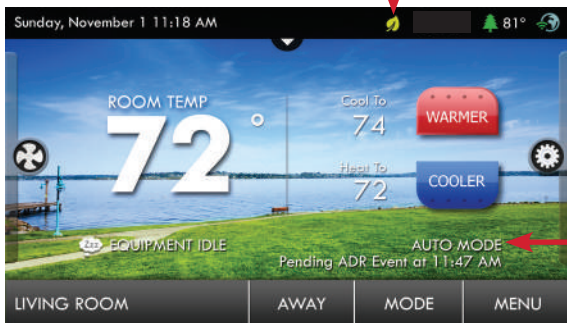 Sunday, November 1 11:18 AM
81°
ROOM TEMP
72°
Cool To
74
WARMER
Heat To
72
COOLER
Zzz EQUIPMENT IDLE
AUTO MODE
Pending ADR Event at 11:47 AM
LIVING ROOM
AWAY
MODE
MENU